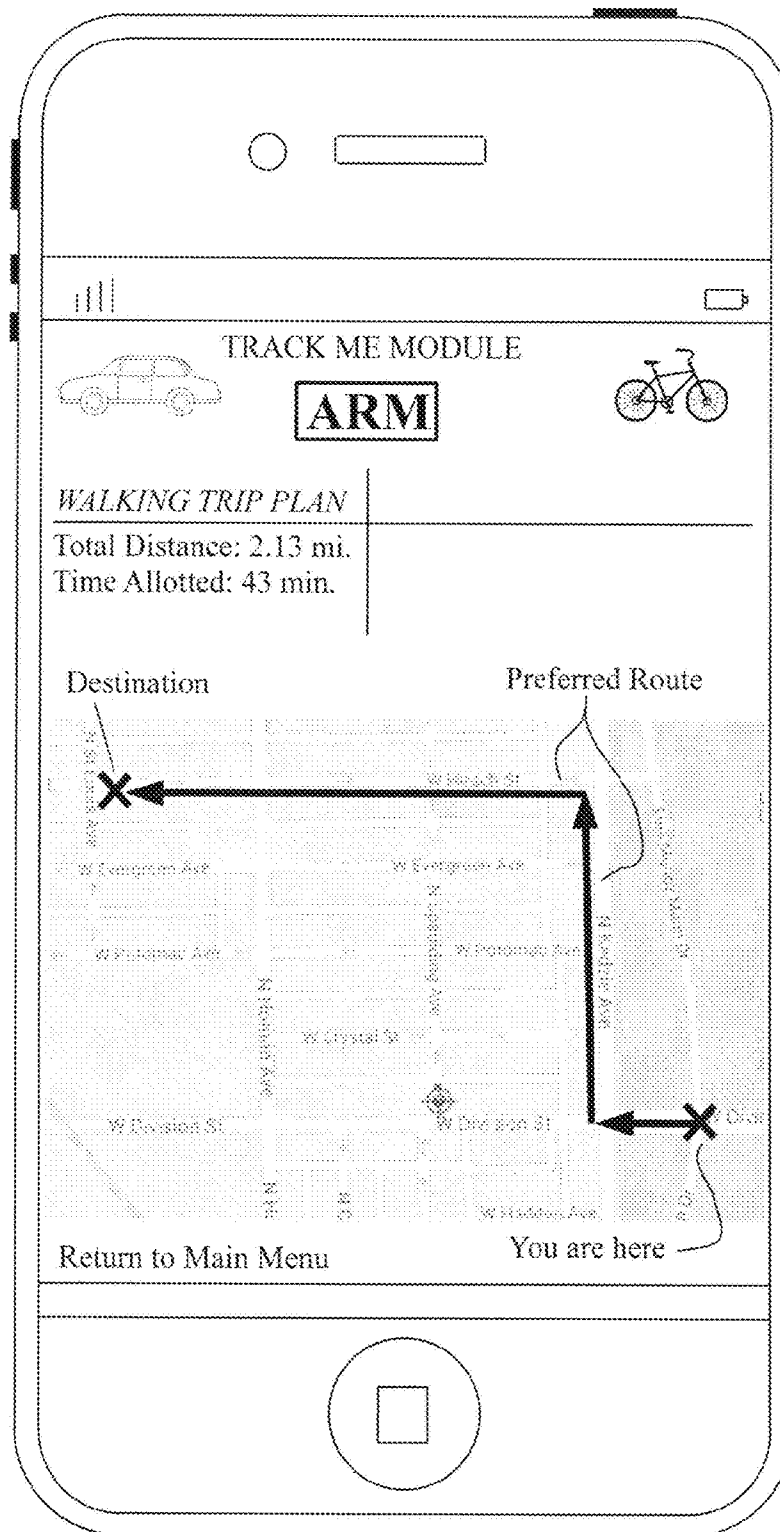 TRACK ME MODULE
ARM
WALKING TRIP PLAN
Total Distance: 2.13 mi.
Time Allotted: 43 min.
Destination
Preferred Route
W Evergreen Ave
W Evergreen Ave
W Potomac Ave
W Potomac Ave
W Crystal St
W Division St
W Division St
W Haddon Ave
Return to Main Menu
You are here